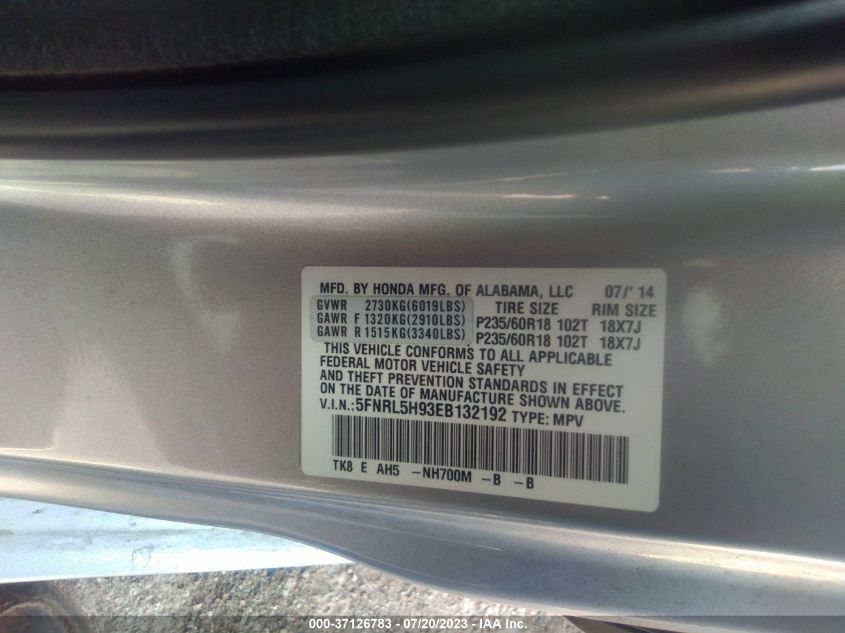 MFD. BY HONDA MFG. OF ALABAMA, LLC 07/'14
GVWR 2730KG(6019LBS) TIRE SIZE RIM SIZE
GAWR F 1320KG(2910LBS) P235/60R18 102T 18X7J
GAWR R 1515KG(3340LBS) P235/60R18 102T 18X7J
THIS VEHICLE CONFORMS TO ALL APPLICABLE
FEDERAL MOTOR VEHICLE SAFETY
AND THEFT PREVENTION STANDARDS IN EFFECT
ON THE DATE OF MANUFACTURE SHOWN ABOVE.
V.I.N.: 5FNRL5H93EB132192 TYPE: MPV
TK8 E AH5 -NH700M -B -B
000-37126783 - 07/20/2023 - IAA Inc.